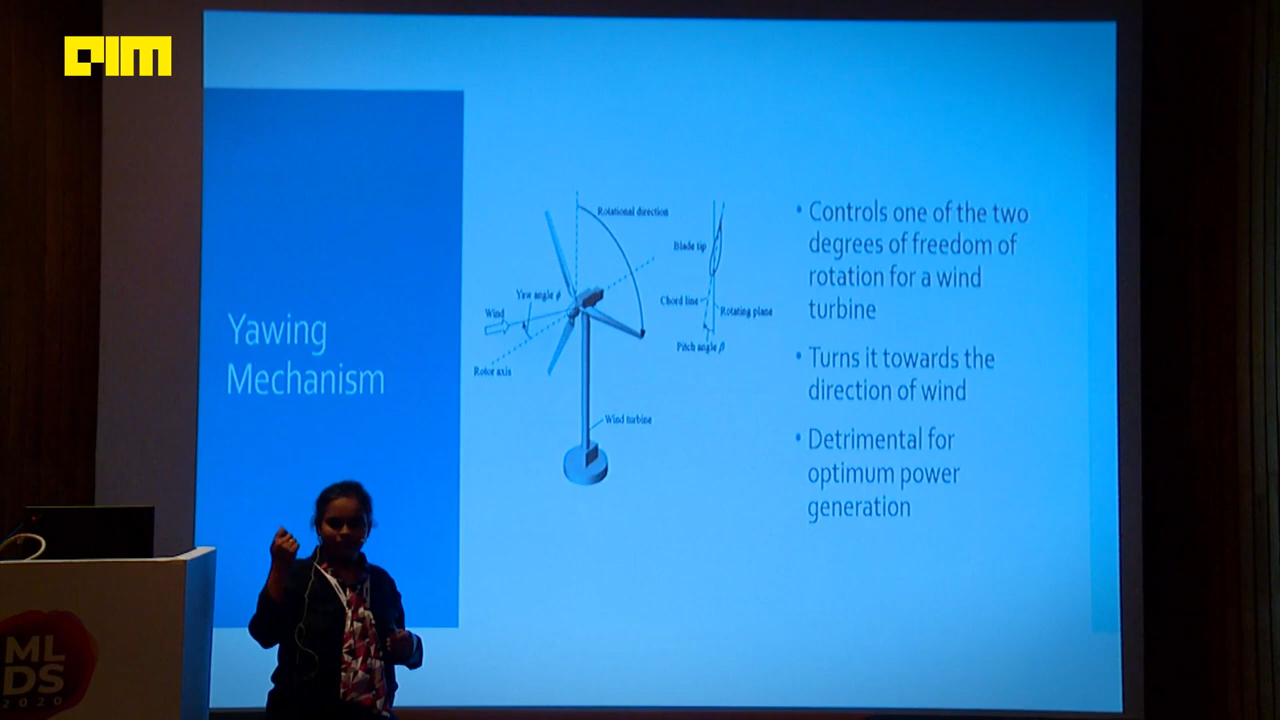 AIM
Yawing
Mechanism
Rotational direction
Blade tip
Yaw angle ϕ
Wind
Chord line
Rotating plane
Pitch angle β
Rotor axis
Wind turbine
• Controls one of the two
degrees of freedom of
rotation for a wind
turbine
• Turns it towards the
direction of wind
• Detrimental for
optimum power
generation
ML
DS
2020